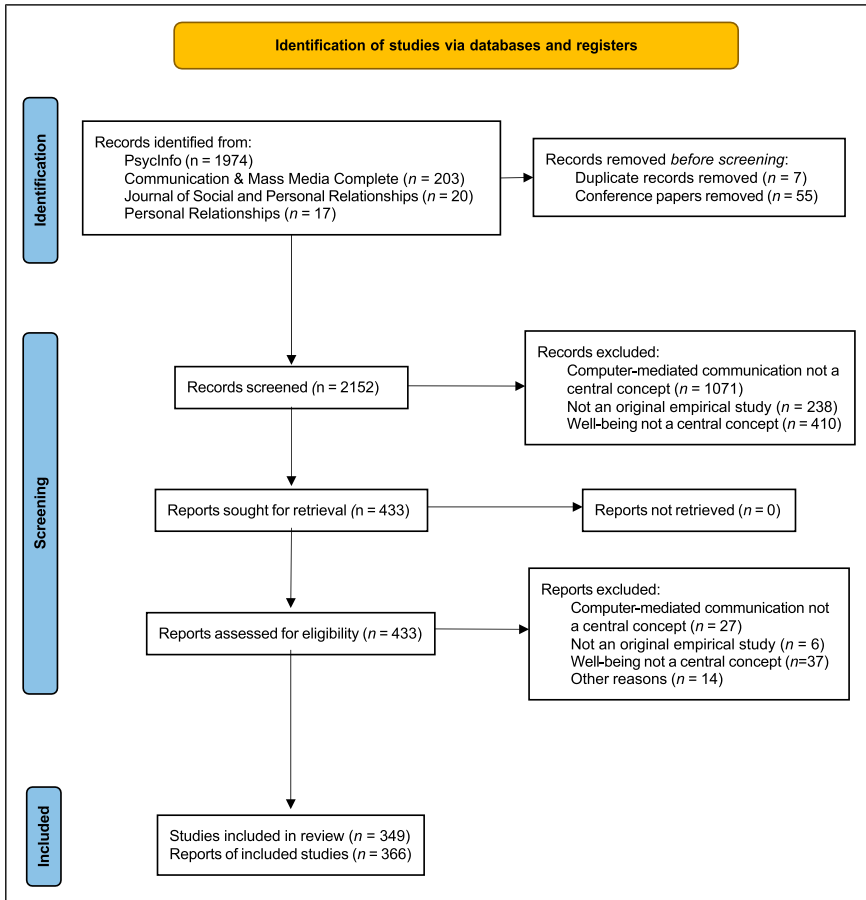 Identification of studies via databases and registers
Identification
Records identified from:
PsycInfo (n = 1974)
Communication & Mass Media Complete (n = 203)
Journal of Social and Personal Relationships (n = 20)
Personal Relationships (n = 17)
Records removed before screening:
Duplicate records removed (n = 7)
Conference papers removed (n = 55)
Screening
Records screened (n = 2152)
Records excluded:
Computer-mediated communication not a
central concept (n = 1071)
Not an original empirical study (n = 238)
Well-being not a central concept (n = 410)
Reports sought for retrieval (n = 433)
Reports not retrieved (n = 0)
Reports assessed for eligibility (n = 433)
Reports excluded:
Computer-mediated communication not
a central concept (n = 27)
Not an original empirical study (n = 6)
Well-being not a central concept (n=37)
Other reasons (n = 14)
Included
Studies included in review (n = 349)
Reports of included studies (n = 366)